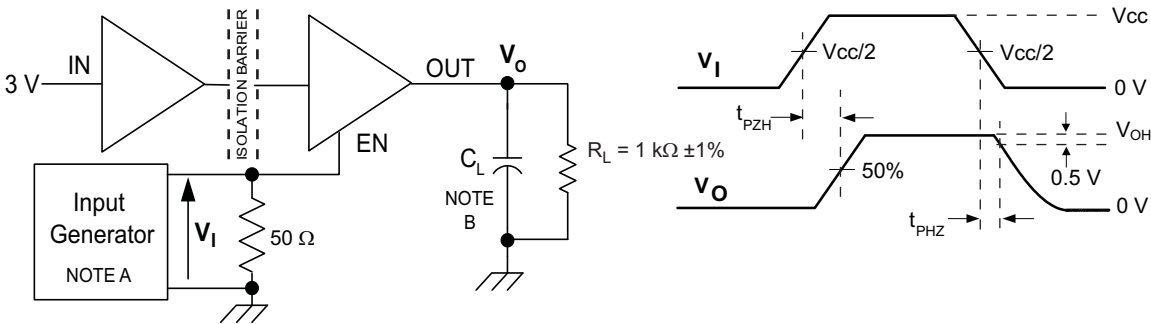 3 V
IN
ISOLATION BARRIER
OUT
EN
Vo
CL
NOTE
B
RL = 1 kΩ ±1%
Input
Generator
NOTE A
VI
50 Ω
VI
Vcc/2
Vcc/2
Vcc
0 V
tPZH
VO
50%
VOH
0.5 V
0 V
tPHZ